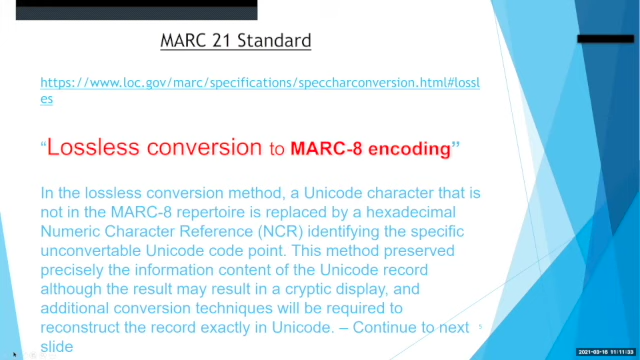 MARC 21 Standard
https://www.loc.gov/marc/specifications/speccharconversion.html#lossl
es
“Lossless conversion to MARC-8 encoding”
In the lossless conversion method, a Unicode character that is
not in the MARC-8 repertoire is replaced by a hexadecimal
Numeric Character Reference (NCR) identifying the specific
unconvertable Unicode code point. This method preserved
precisely the information content of the Unicode record
although the result may result in a cryptic display, and
additional conversion techniques will be required to
reconstruct the record exactly in Unicode. – Continue to next
slide
5
2021-03-16 11:11:33